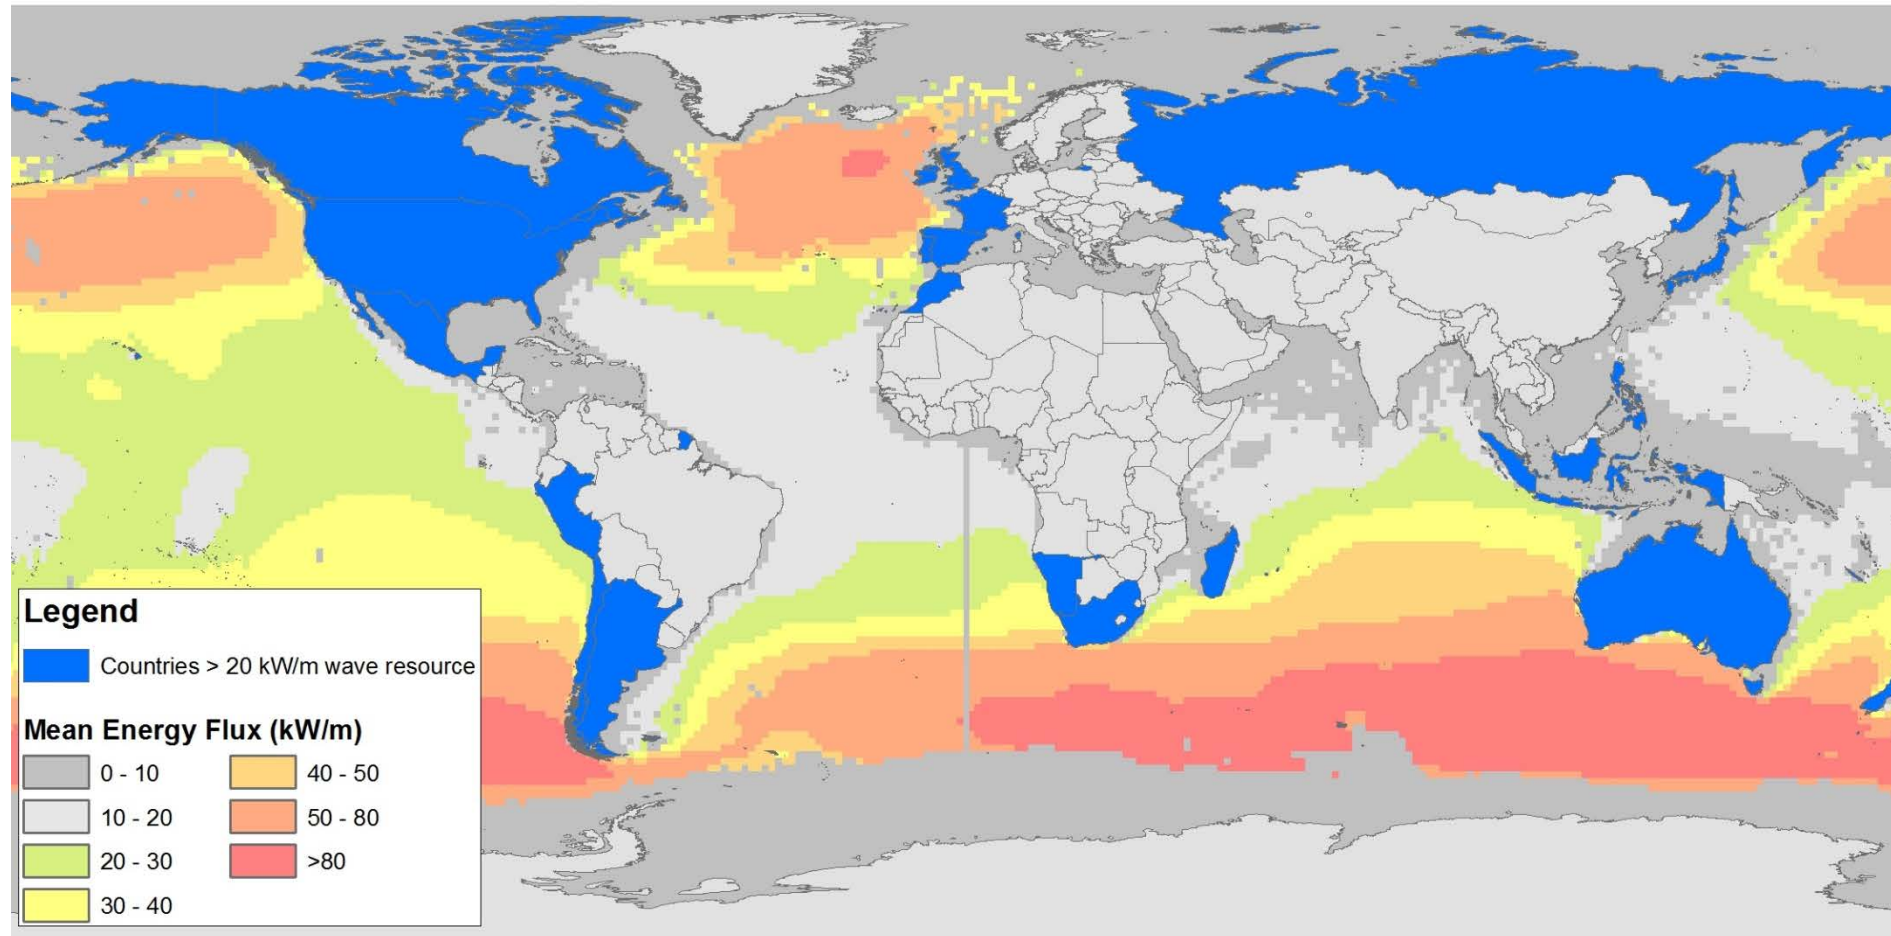 Legend
Countries > 20 kW/m wave resource
Mean Energy Flux (kW/m)
0 - 10
40 - 50
10 - 20
50 - 80
20 - 30
>80
30 - 40